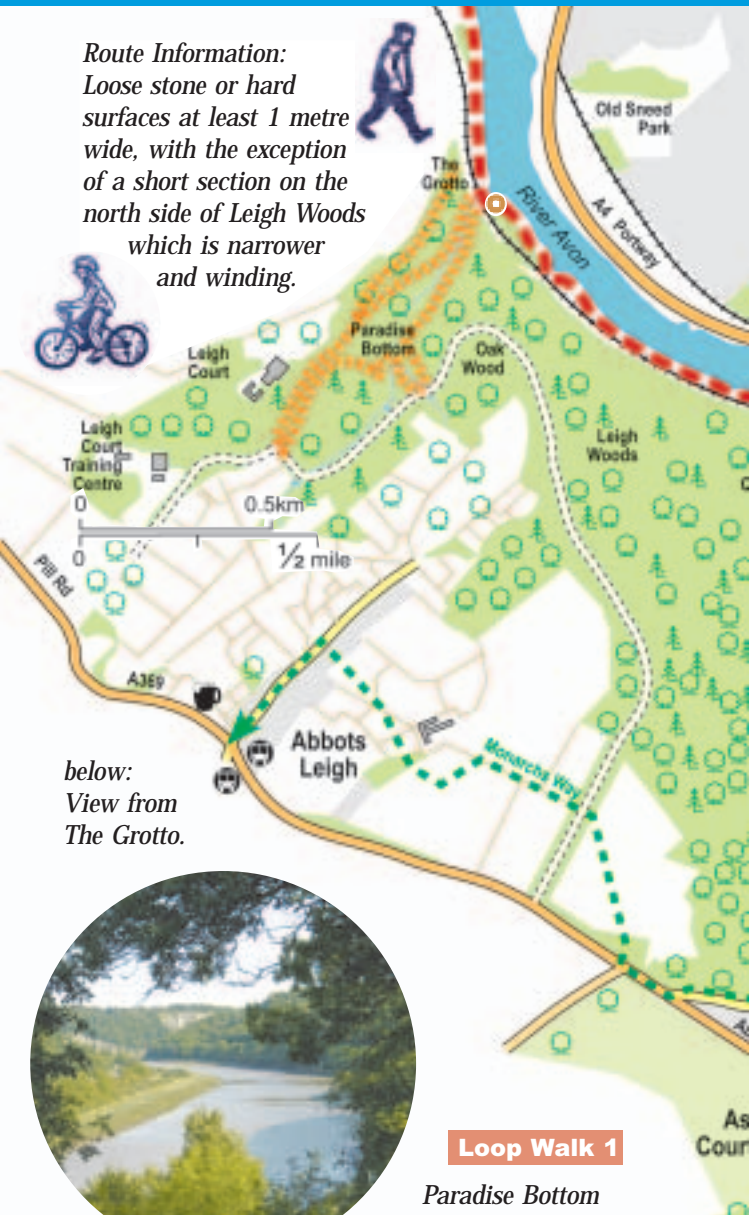 Route Information:
Loose stone or hard
surfaces at least 1 metre
wide, with the exception
of a short section on the
north side of Leigh Woods
which is narrower
and winding.
Old Sneed
Park
The
Grotto
River Avon
A4 Portway
Paradise
Bottom
Oak
Wood
Leigh
Court
Leigh
Woods
Leigh
Court
Training
Centre
0
0.5km
0
½ mile
Pill Rd
A369
Abbots
Leigh
Monarchs Way
below:
View from
The Grotto.
As
Cour
Loop Walk 1
Paradise Bottom